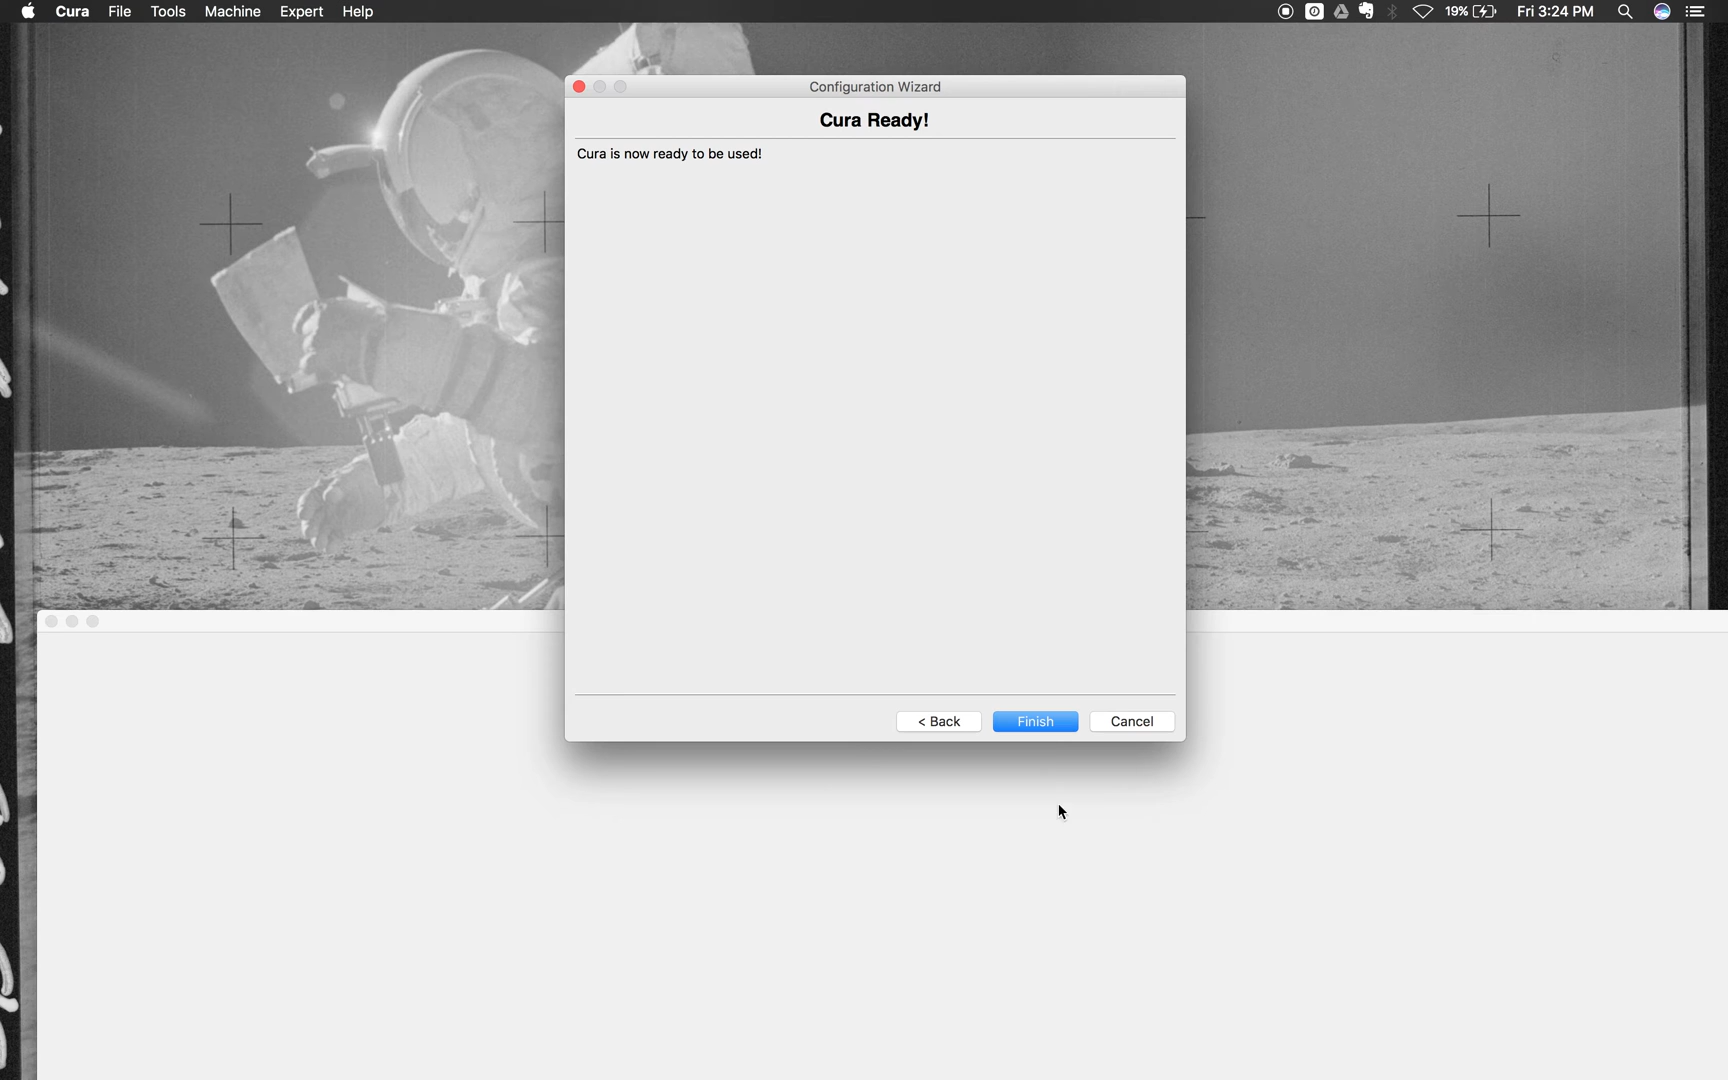 Cura File Tools Machine Expert Help 19% Fri 3:24 PM
Configuration Wizard
Cura Ready!
Cura is now ready to be used!
< Back Finish Cancel